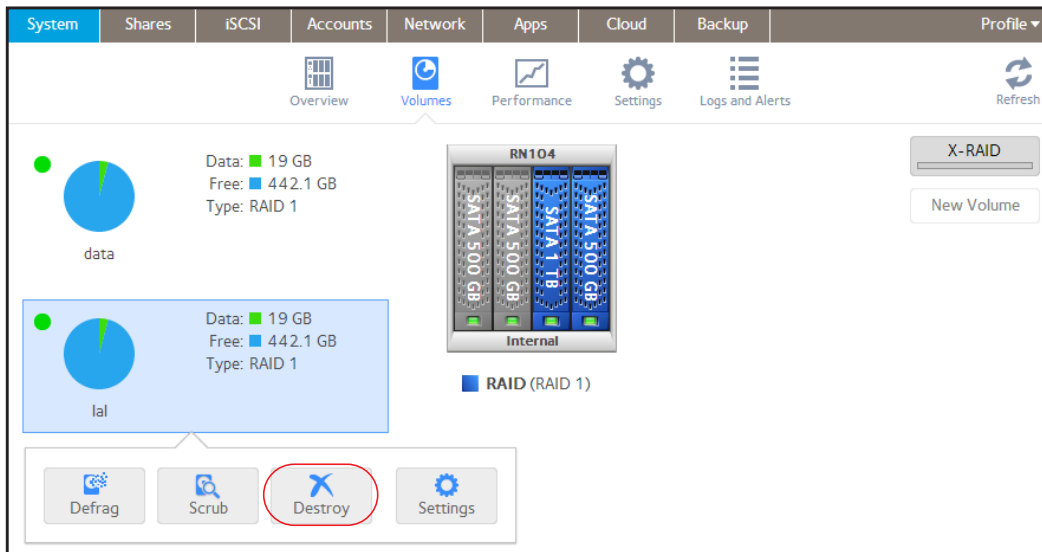 System Shares iSCSI Accounts Network Apps Cloud Backup Profile ▾
Overview Volumes Performance Settings Logs and Alerts Refresh
Data: 19 GB
Free: 442.1 GB
Type: RAID 1
data
RN104
SATA 500 GB
SATA 500 GB
SATA 1 TB
SATA 500 GB
Internal
RAID (RAID 1)
X-RAID
New Volume
Data: 19 GB
Free: 442.1 GB
Type: RAID 1
lal
Defrag Scrub Destroy Settings